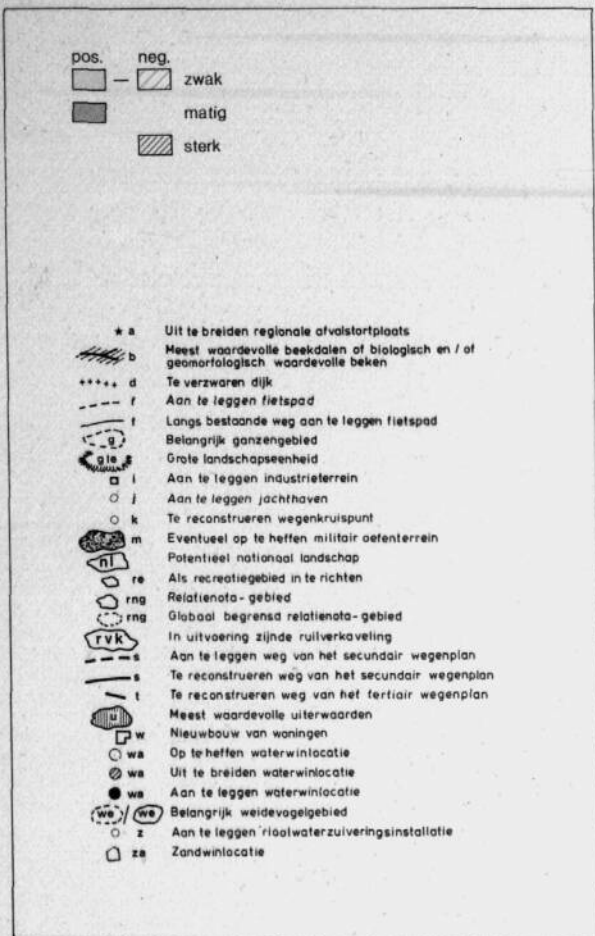 pos. neg.
— zwak
matig
sterk
a Uit te breiden regionale afvalstortplaats
b Meest waardevolle beekdalen of biologisch en / of
geomorfologisch waardevolle beken
d Te verzwaren dijk
f Aan te leggen fietspad
f Langs bestaande weg aan te leggen fietspad
g Belangrijk ganzengebied
gle Grote landschapseenheid
i Aan te leggen industrieterrein
j Aan te leggen jachthaven
k Te reconstrueren wegenkruispunt
m Eventueel op te heffen militair oefenterrein
nl Potentieel nationaal landschap
re Als recreatiegebied in te richten
rng Relatienota-gebied
rng Globaal begrensd relatienota-gebied
rvk In uitvoering zijnde ruilverkaveling
s Aan te leggen weg van het secundair wegenplan
s Te reconstrueren weg van het secundair wegenplan
t Te reconstrueren weg van het tertiair wegenplan
u Meest waardevolle uiterwaarden
w Nieuwbouw van woningen
wa Op te heffen waterwinlocatie
wa Uit te breiden waterwinlocatie
wa Aan te leggen waterwinlocatie
we / we Belangrijk weidevogelgebied
z Aan te leggen rioolwaterzuiveringsinstallatie
za Zandwinlocatie